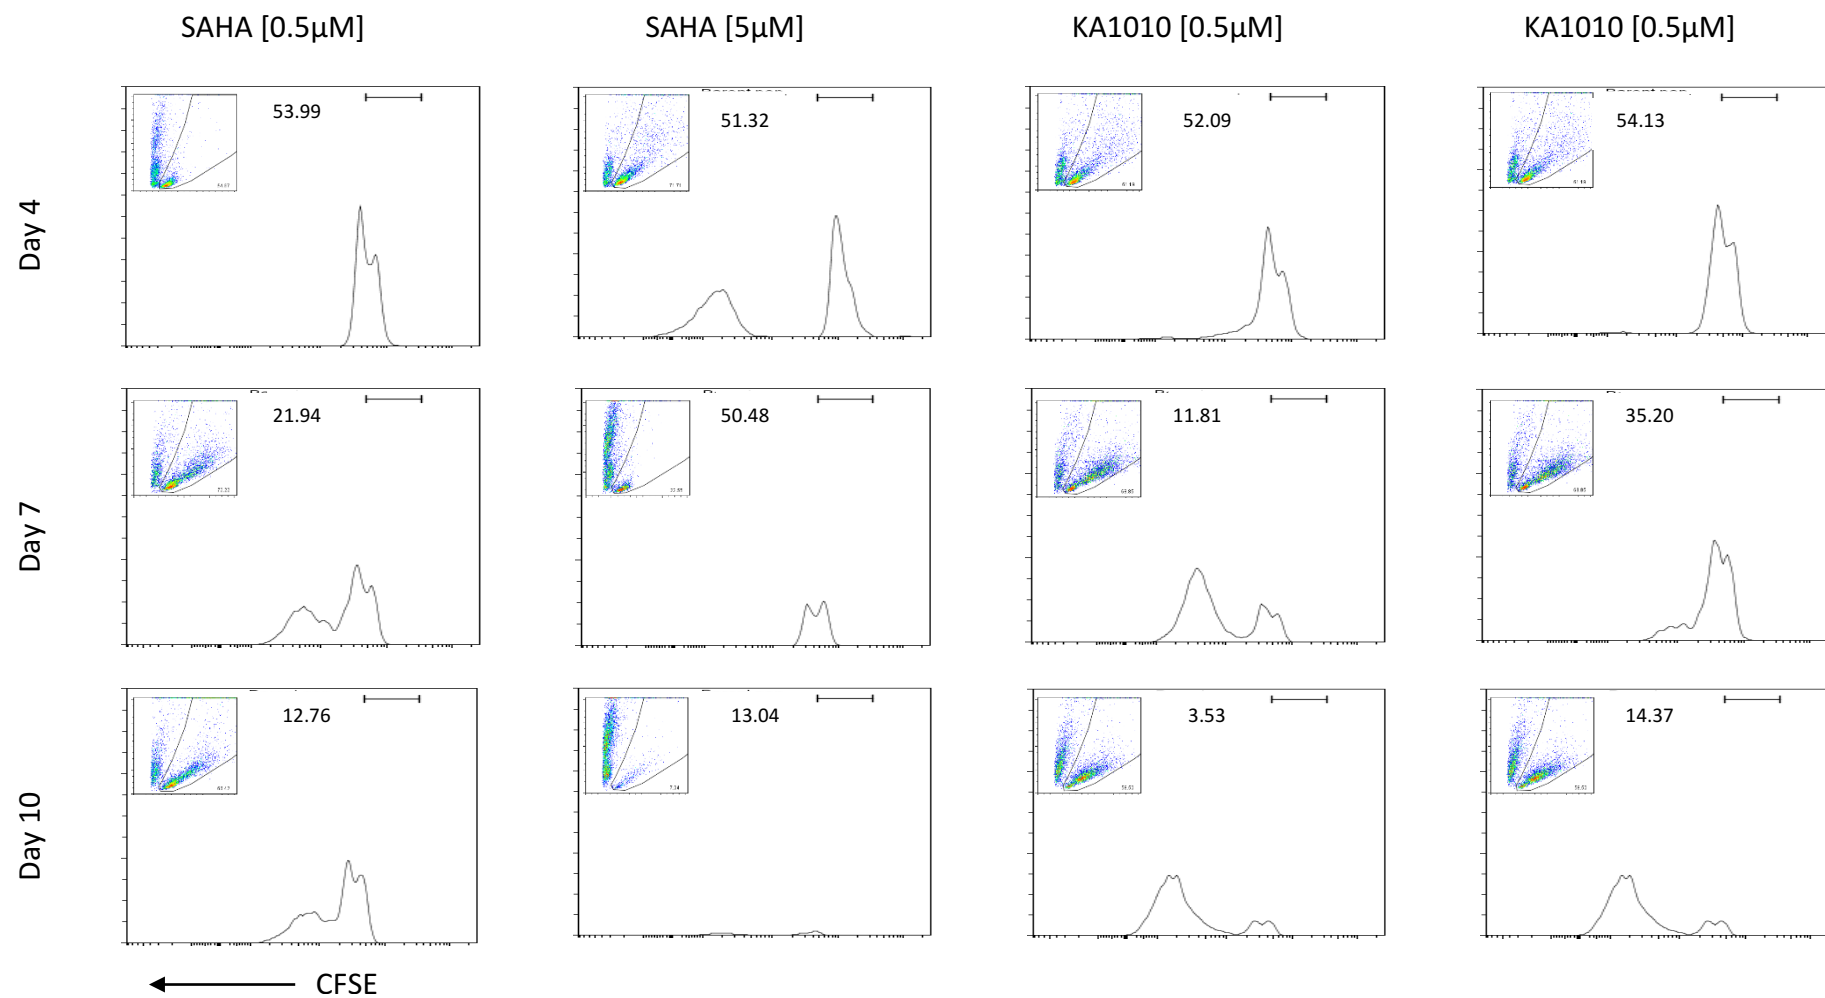 SAHA [0.5µM] SAHA [5µM] KA1010 [0.5µM] KA1010 [0.5µM]
Day 4
53.99 51.32 52.09 54.13
Day 7
21.94 50.48 11.81 35.20
Day 10
12.76 13.04 3.53 14.37
CFSE